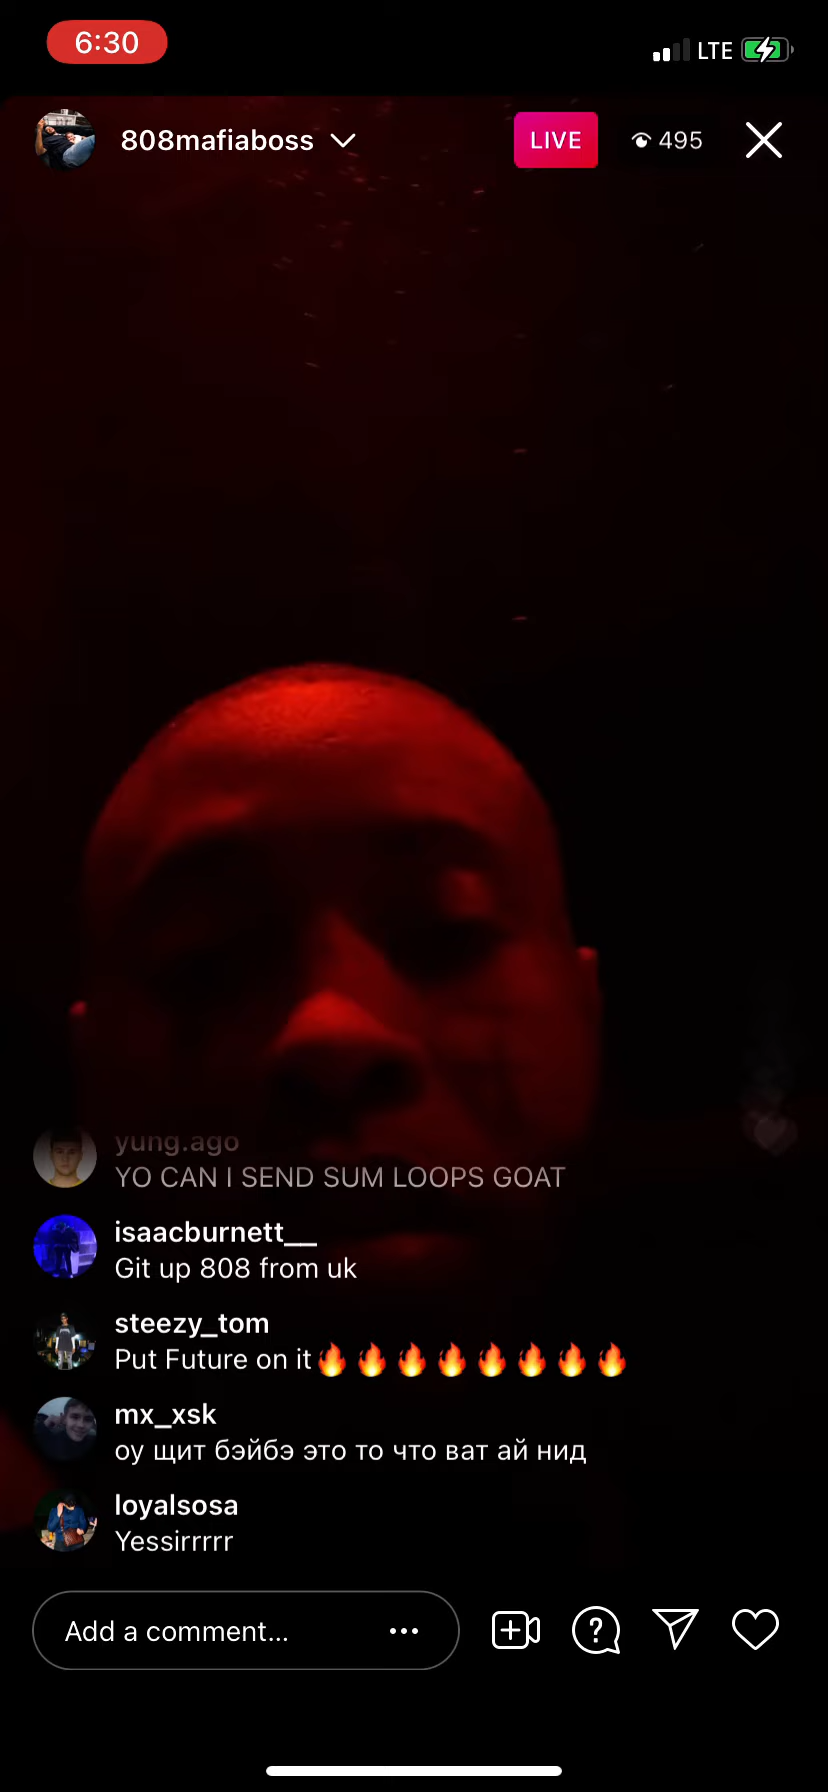 6:30
LTE
808mafiaboss
LIVE
495
yung.ago
YO CAN I SEND SUM LOOPS GOAT
isaacburnett__
Git up 808 from uk
steezy_tom
Put Future on it🔥🔥🔥🔥🔥🔥🔥🔥
mx_xsk
оу щит бэйбэ это то что ват ай нид
loyalsosa
Yessirrrrr
Add a comment...